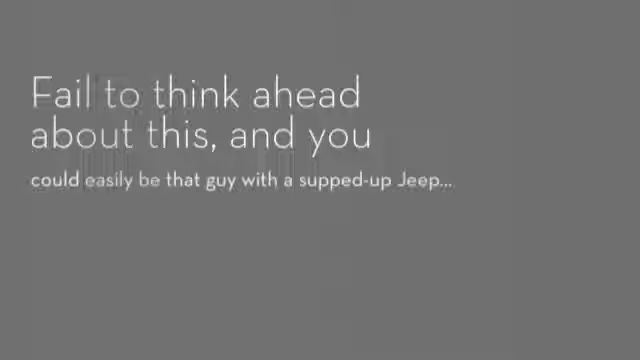 Fail to think ahead
about this, and you
could easily be that guy with a supped-up Jeep...